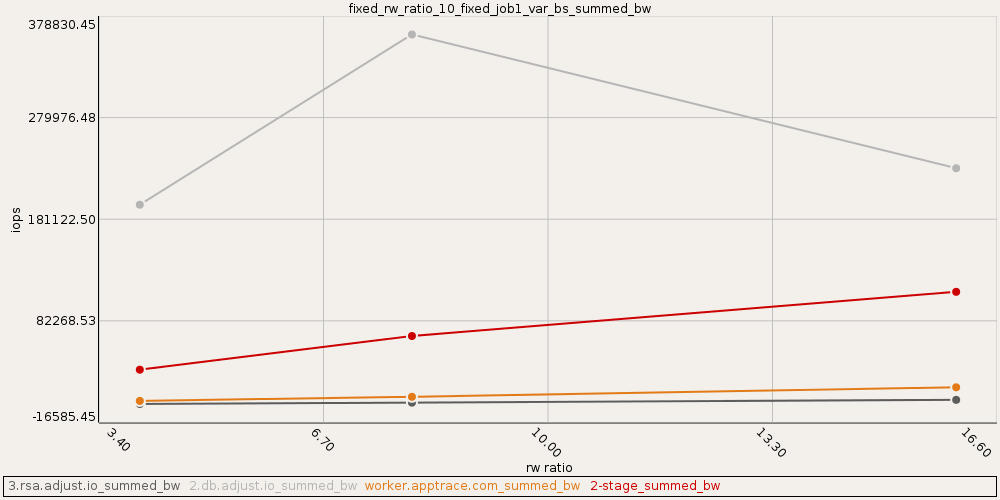 fixed_rw_ratio_10_fixed_job1_var_bs_summed_bw
378830.45
279976.48
181122.50
82268.53
-16585.45
iops
3.40 6.70 10.00 13.30 16.60
rw ratio
3.rsa.adjust.io_summed_bw 2.db.adjust.io_summed_bw worker.apptrace.com_summed_bw 2-stage_summed_bw